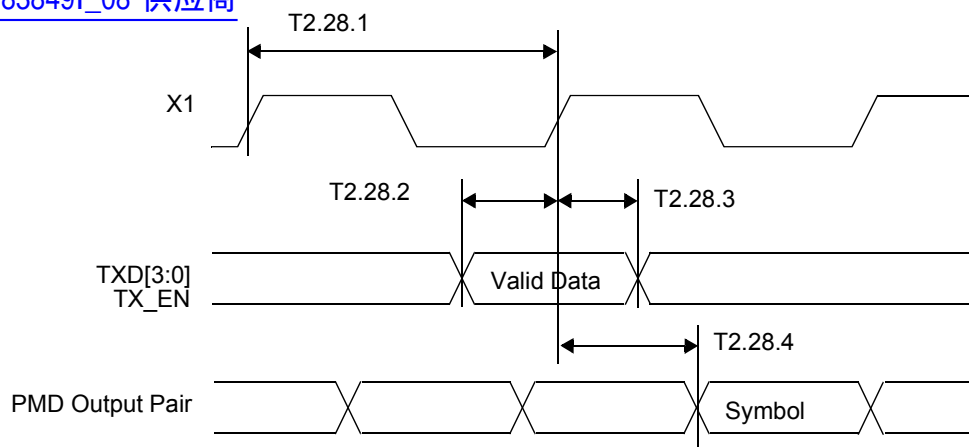 83849I_08 供应商
T2.28.1
X1
T2.28.2
T2.28.3
TXD[3:0]
TX_EN
Valid Data
T2.28.4
PMD Output Pair
Symbol